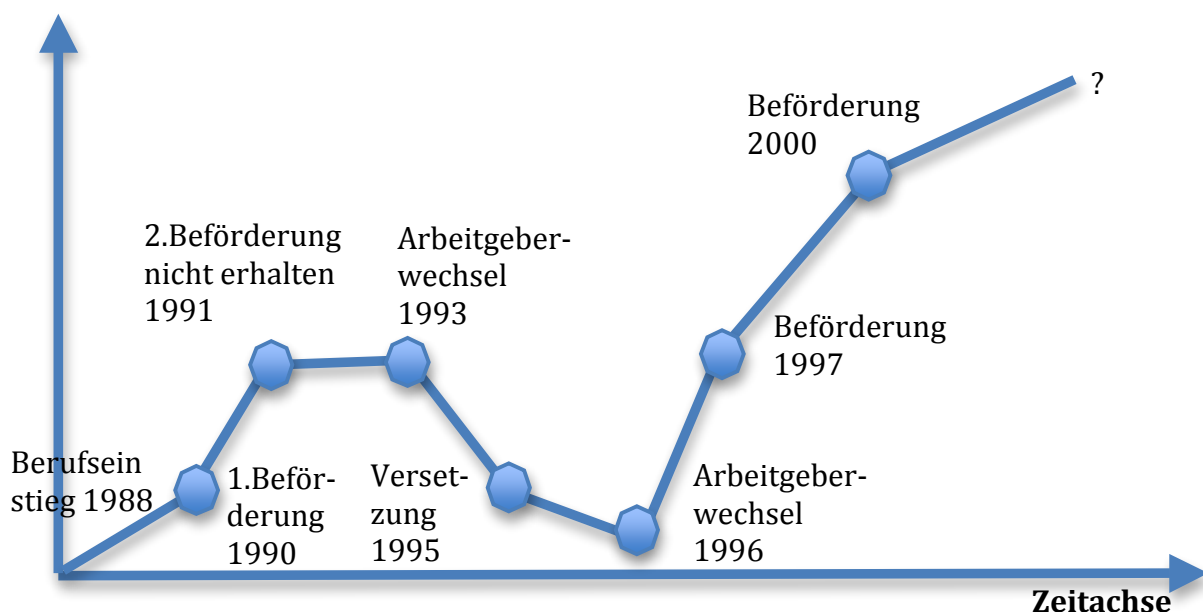 Berufsein
stieg 1988
1.Beför-
derung
1990
2.Beförderung
nicht erhalten
1991
Arbeitgeber-
wechsel
1993
Verset-
zung
1995
Arbeitgeber-
wechsel
1996
Beförderung
1997
Beförderung
2000
?
Zeitachse